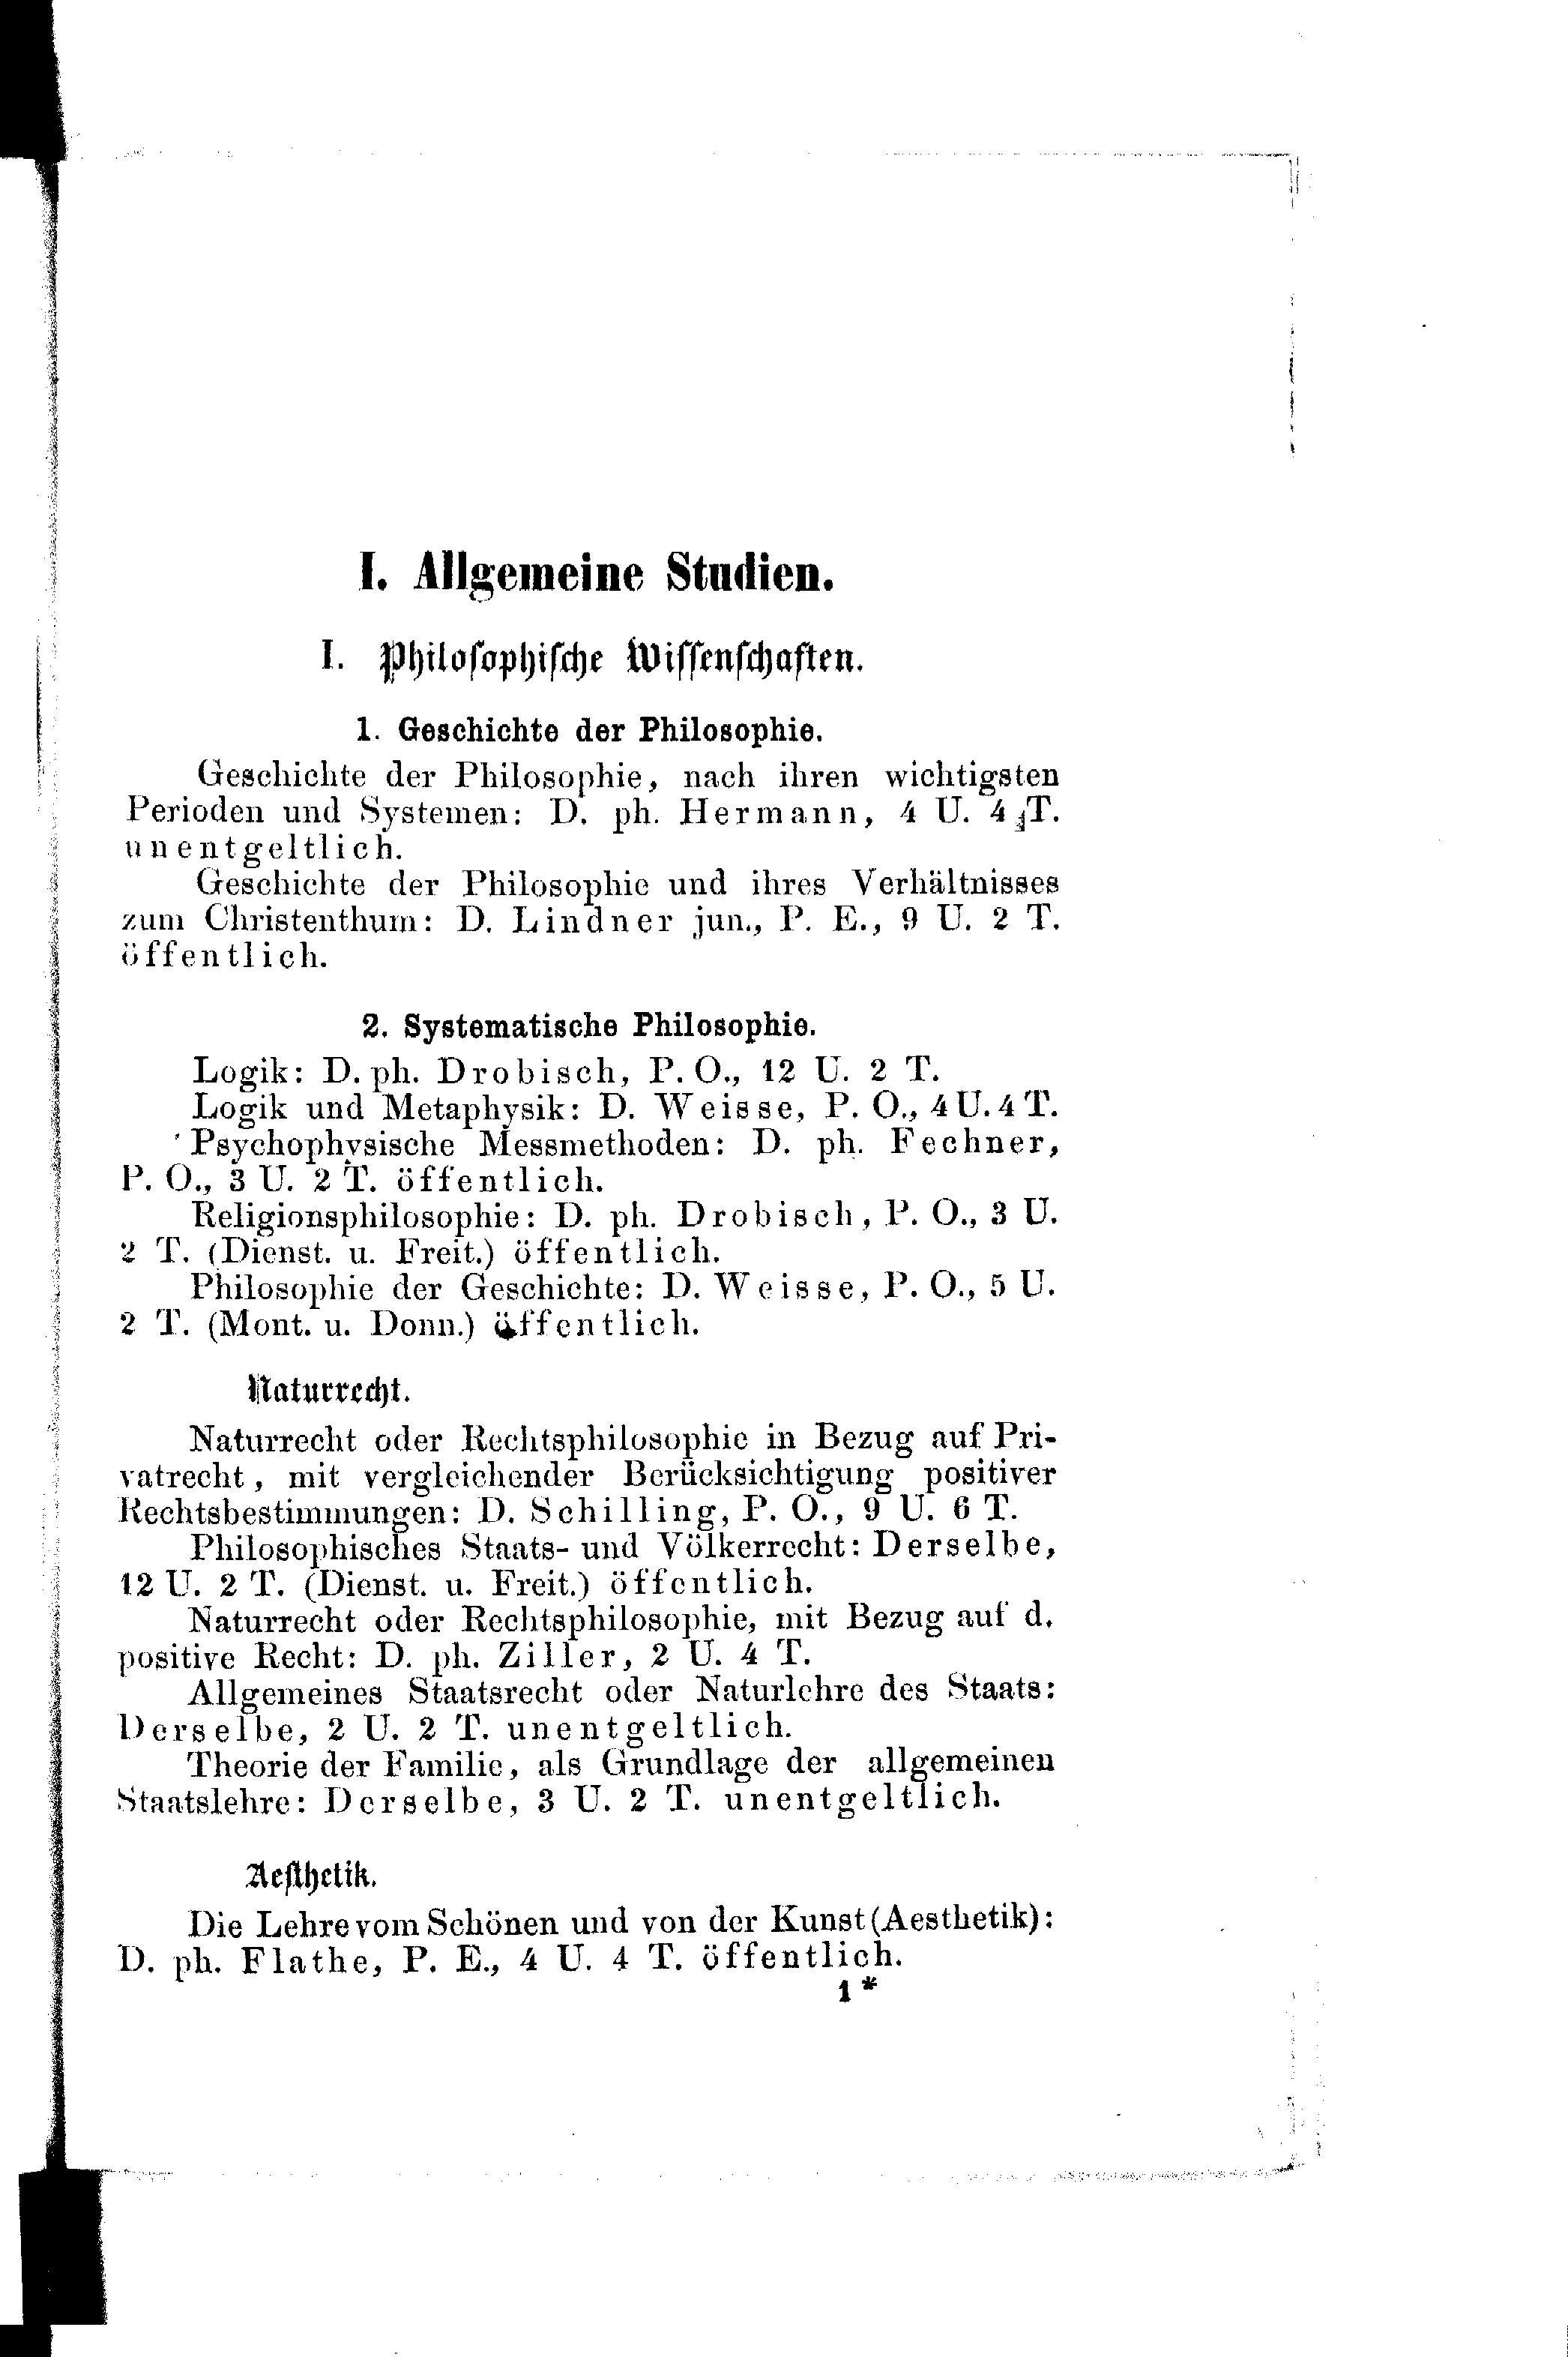 I. Allgemeine Studien.
I. Philosophische Wissenschaften.
1. Geschichte der Philosophie.
Geschichte der Philosophie, nach ihren wichtigsten
Perioden und Systemen: D. ph. Hermann, 4 U. 4 T.
unentgeltlich.
Geschichte der Philosophie und ihres Verhältnisses
zum Christenthum: D. Lindner jun., P. E., 9 U. 2 T.
öffentlich.
2. Systematische Philosophie.
Logik: D. ph. Drobisch, P. O., 12 U. 2 T.
Logik und Metaphysik: D. Weisse, P. O., 4 U. 4 T.
Psychophysische Messmethoden: D. ph. Fechner,
P. O., 3 U. 2 T. öffentlich.
Religionsphilosophie: D. ph. Drobisch, P. O., 3 U.
2 T. (Dienst. u. Freit.) öffentlich.
Philosophie der Geschichte: D. Weisse, P. O., 5 U.
2 T. (Mont. u. Donn.) öffentlich.
Naturrecht.
Naturrecht oder Rechtsphilosophie in Bezug auf Pri-
vatrecht, mit vergleichender Berücksichtigung positiver
Rechtsbestimmungen: D. Schilling, P. O., 9 U. 6 T.
Philosophisches Staats- und Völkerrecht: Derselbe,
12 U. 2 T. (Dienst. u. Freit.) öffentlich.
Naturrecht oder Rechtsphilosophie, mit Bezug auf d.
positive Recht: D. ph. Ziller, 2 U. 4 T.
Allgemeines Staatsrecht oder Naturlehre des Staats:
Derselbe, 2 U. 2 T. unentgeltlich.
Theorie der Familie, als Grundlage der allgemeinen
Staatslehre: Derselbe, 3 U. 2 T. unentgeltlich.
Aesthetik.
Die Lehre vom Schönen und von der Kunst (Aesthetik):
D. ph. Flathe, P. E., 4 U. 4 T. öffentlich.
1*